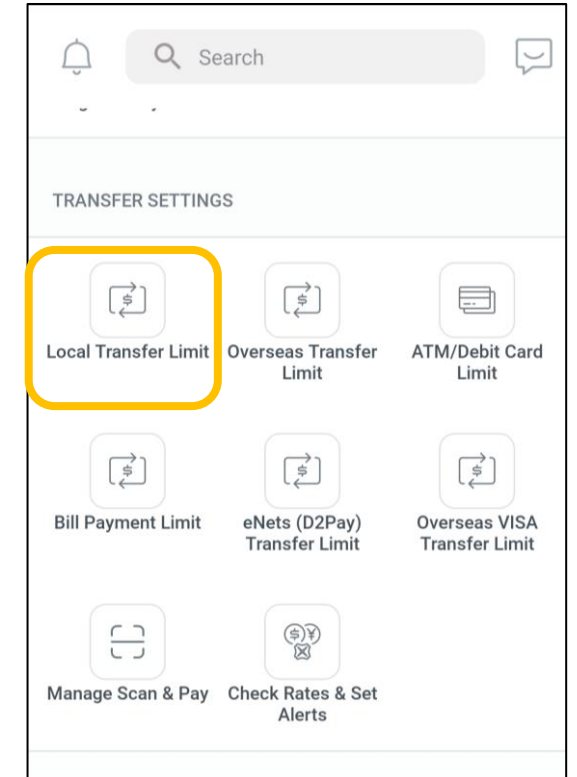 Search
TRANSFER SETTINGS
Local Transfer Limit
Overseas Transfer
Limit
ATM/Debit Card
Limit
Bill Payment Limit
eNets (D2Pay)
Transfer Limit
Overseas VISA
Transfer Limit
Manage Scan & Pay
Check Rates & Set
Alerts